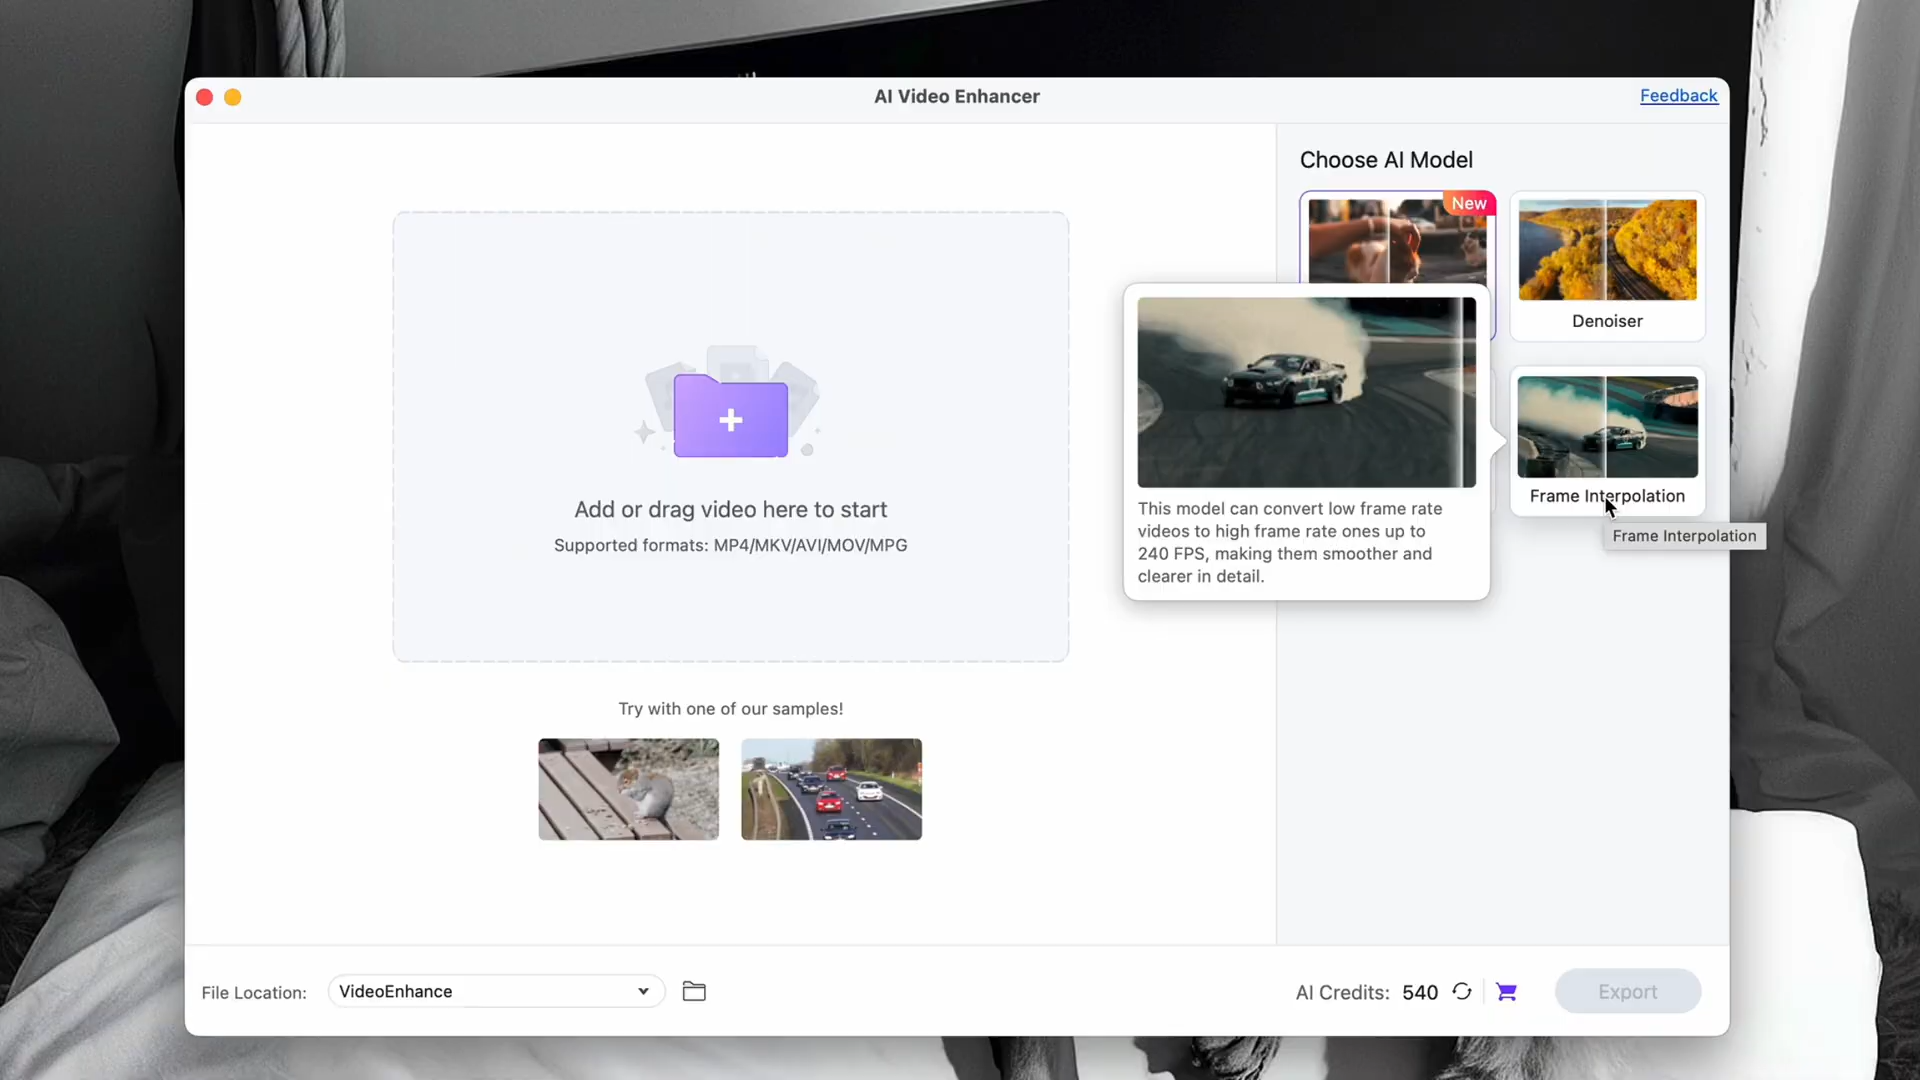 AI Video Enhancer
Feedback
Choose AI Model
New
Denoiser
Frame Interpolation
Frame Interpolation
This model can convert low frame rate
videos to high frame rate ones up to
240 FPS, making them smoother and
clearer in detail.
Add or drag video here to start
Supported formats: MP4/MKV/AVI/MOV/MPG
Try with one of our samples!
File Location:
VideoEnhance
AI Credits: 540
Export